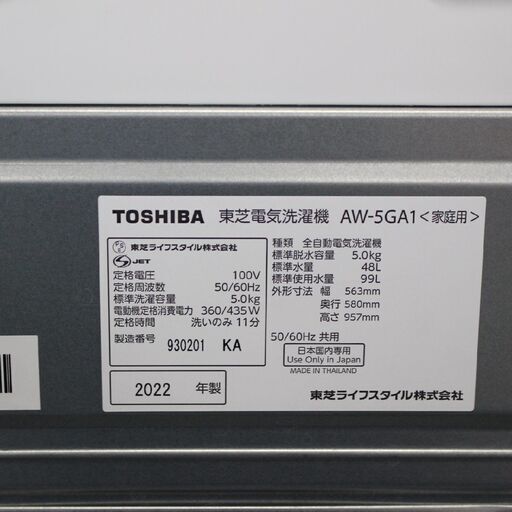 TOSHIBA 東芝電気洗濯機 AW-5GA1<家庭用>
東芝ライフスタイル株式会社
JET
定格電圧 100V
定格周波数 50/60Hz
標準洗濯容量 5.0kg
電動機定格消費電力 360/435W
定格時間 洗いのみ 11分
製造番号 930201 KA
2022 年製
種類 全自動電気洗濯機
標準脱水容量 5.0kg
標準水量 48L
標準使用水量 99L
外形寸法 幅 563mm
奥行 580mm
高さ 957mm
50/60Hz 共用
日本国内専用
Use Only in Japan
MADE IN THAILAND
東芝ライフスタイル株式会社